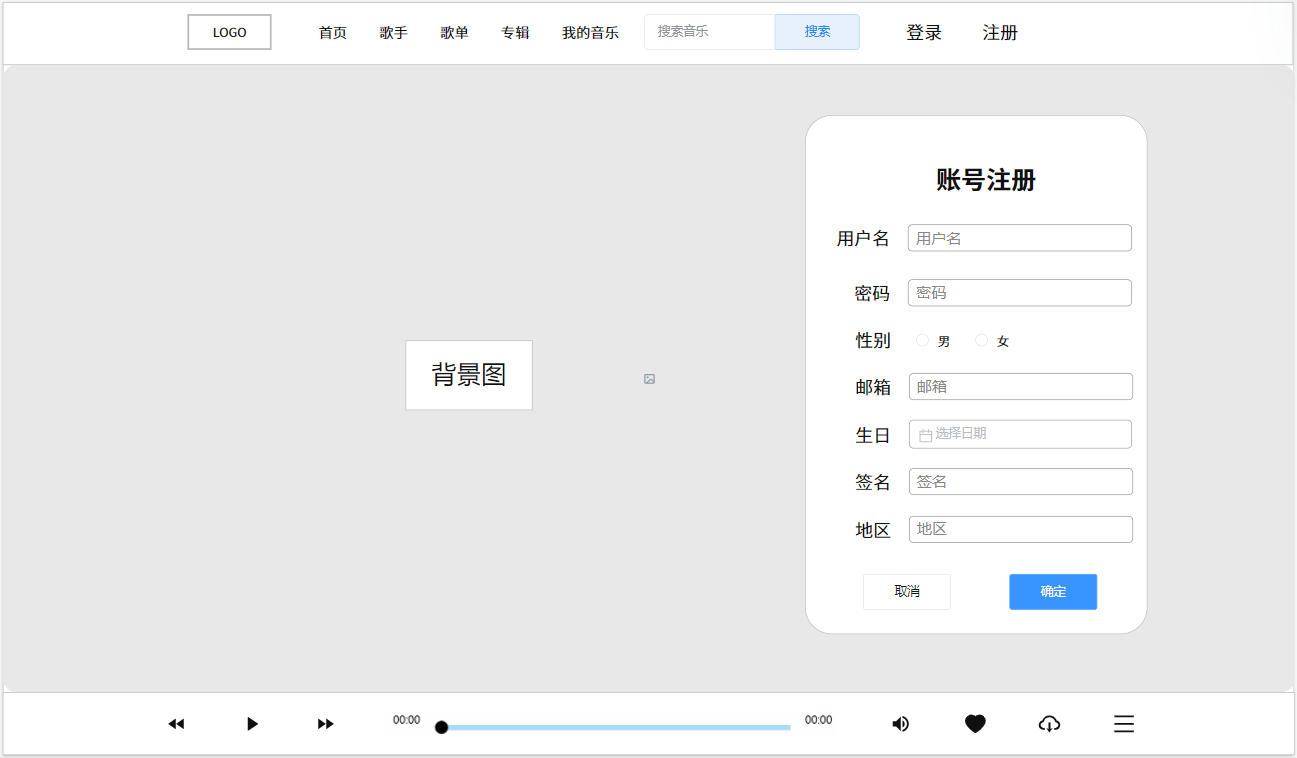 LOGO 首页 歌手 歌单 专辑 我的音乐 搜索音乐 搜索 登录 注册
账号注册
用户名 用户名
密码 密码
性别 男 女
背景图
邮箱 邮箱
生日 选择日期
签名 签名
地区 地区
取消 确定
00:00 00:00